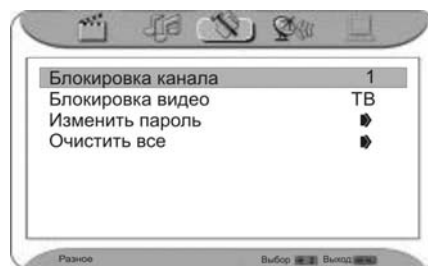 Блокировка канала 1
Блокировка видео ТВ
Изменить пароль
Очистить все
Разное Выбор Выход